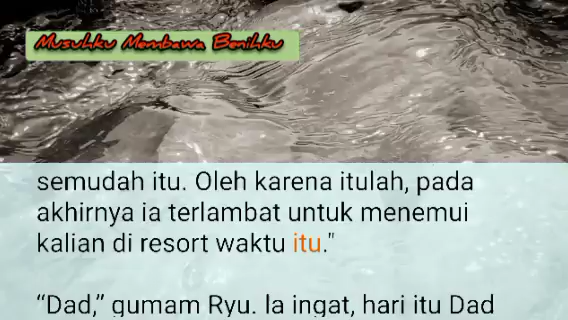 Musuhku Membawa Benihku
semudah itu. Oleh karena itulah, pada
akhirnya ia terlambat untuk menemui
kalian di resort waktu itu."
“Dad,” gumam Ryu. Ia ingat, hari itu Dad